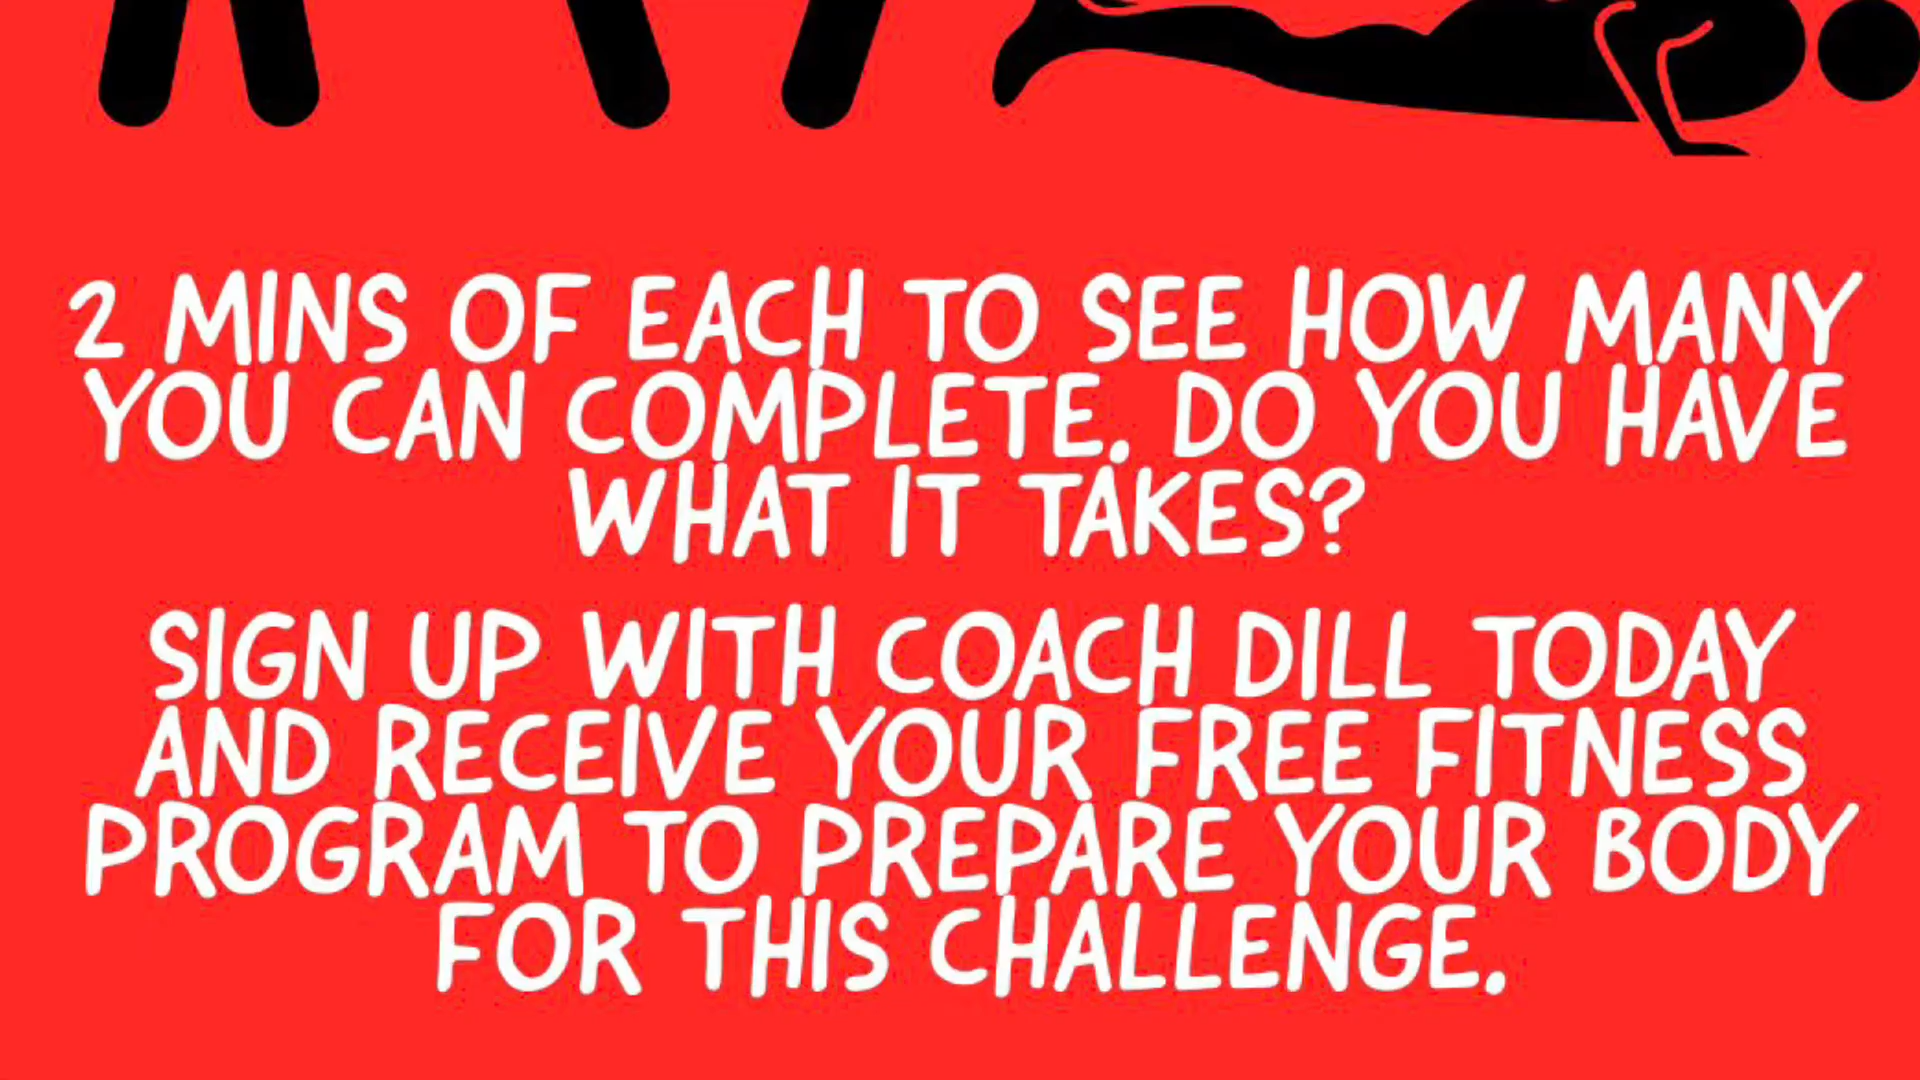 2 MINS OF EACH TO SEE HOW MANY
YOU CAN COMPLETE. DO YOU HAVE
WHAT IT TAKES?
SIGN UP WITH COACH DILL TODAY
AND RECEIVE YOUR FREE FITNESS
PROGRAM TO PREPARE YOUR BODY
FOR THIS CHALLENGE.